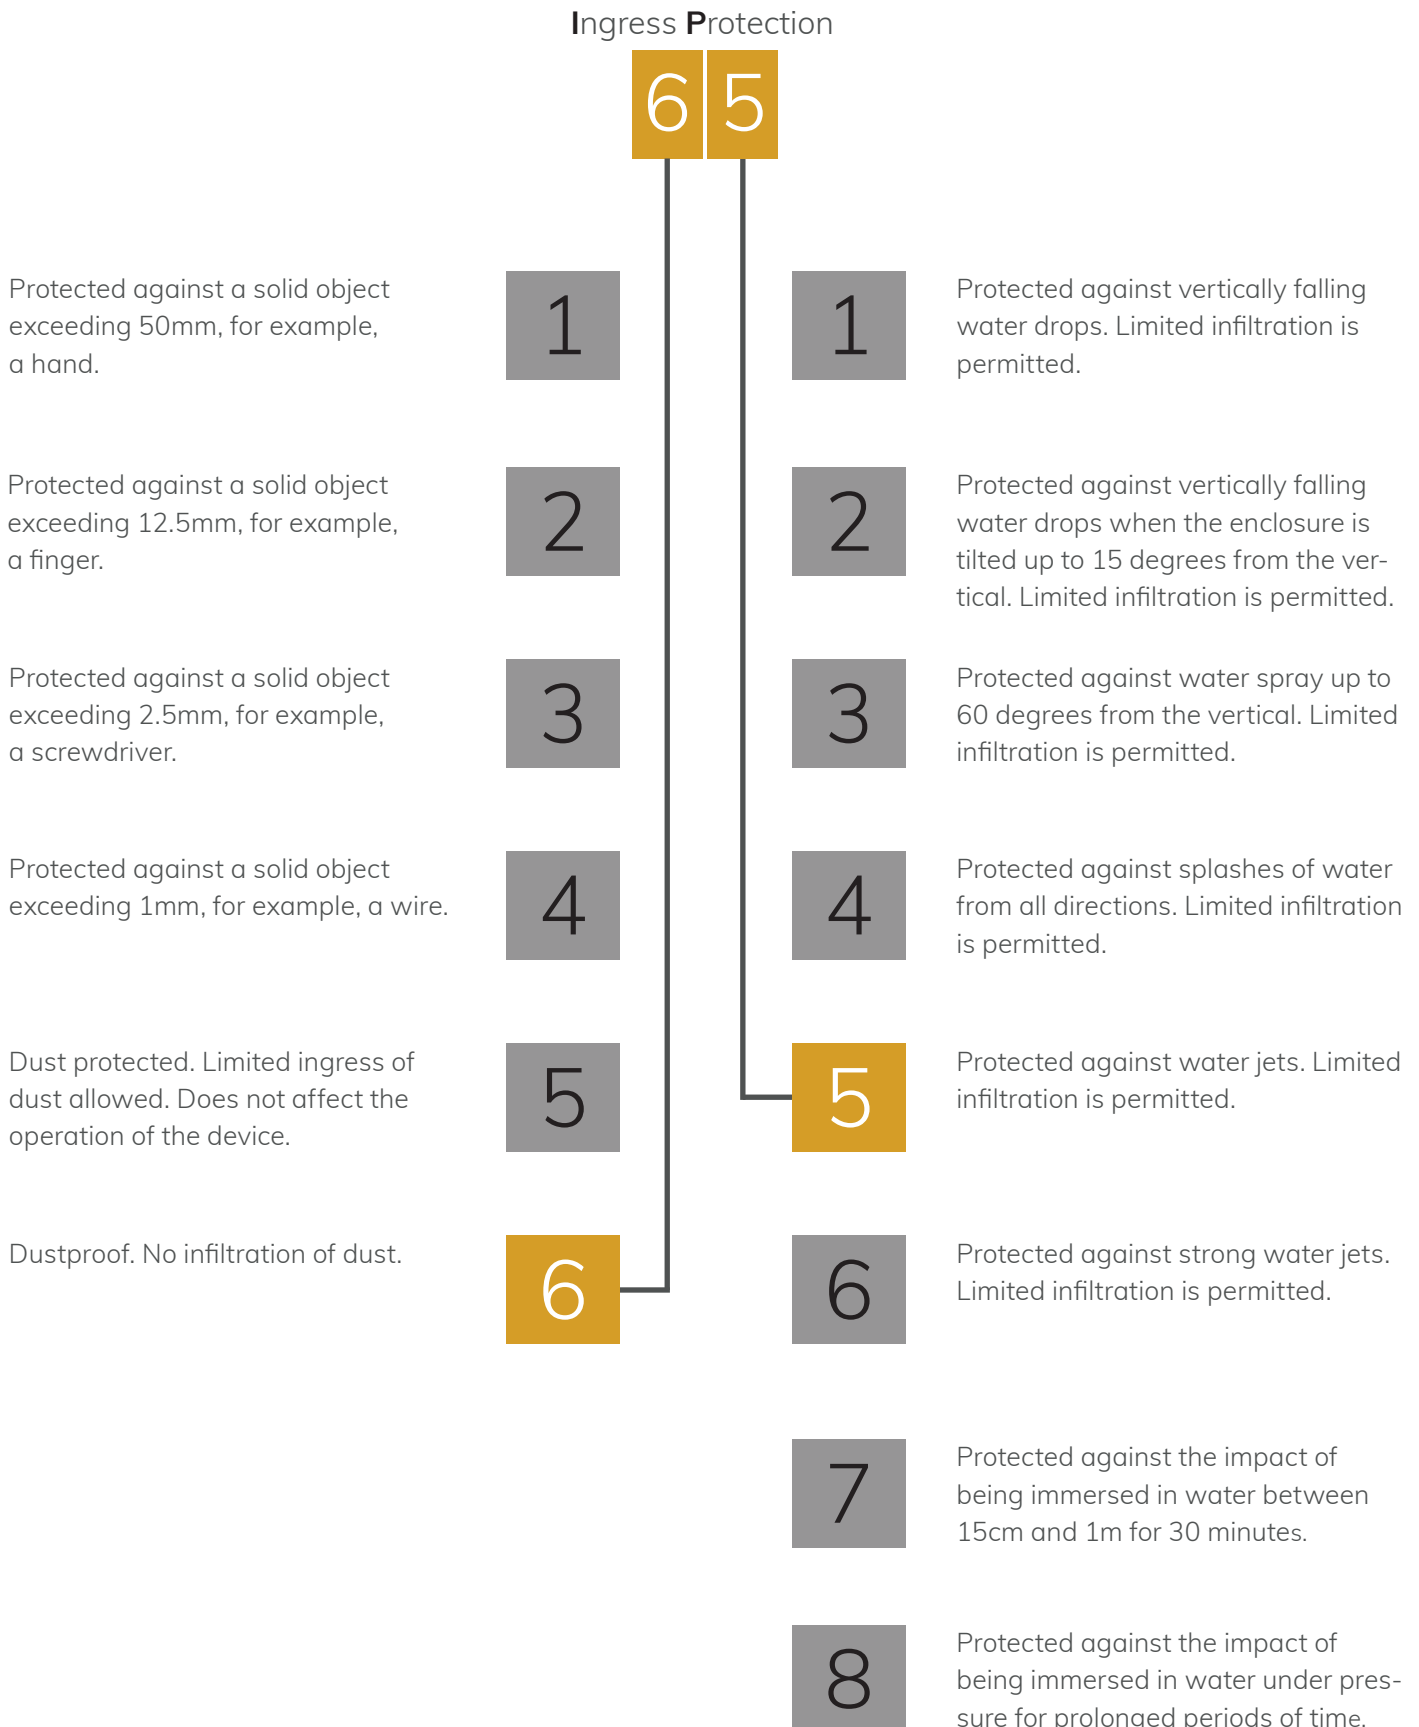 Ingress Protection
6 5
Protected against a solid object
exceeding 50mm, for example,
a hand.
1
1
Protected against vertically falling
water drops. Limited infiltration is
permitted.
Protected against a solid object
exceeding 12.5mm, for example,
a finger.
2
2
Protected against vertically falling
water drops when the enclosure is
tilted up to 15 degrees from the ver-
tical. Limited infiltration is permitted.
Protected against a solid object
exceeding 2.5mm, for example,
a screwdriver.
3
3
Protected against water spray up to
60 degrees from the vertical. Limited
infiltration is permitted.
Protected against a solid object
exceeding 1mm, for example, a wire.
4
4
Protected against splashes of water
from all directions. Limited infiltration
is permitted.
Dust protected. Limited ingress of
dust allowed. Does not affect the
operation of the device.
5
5
Protected against water jets. Limited
infiltration is permitted.
Dustproof. No infiltration of dust.
6
6
Protected against strong water jets.
Limited infiltration is permitted.
7
Protected against the impact of
being immersed in water between
15cm and 1m for 30 minutes.
8
Protected against the impact of
being immersed in water under pres-
sure for prolonged periods of time.